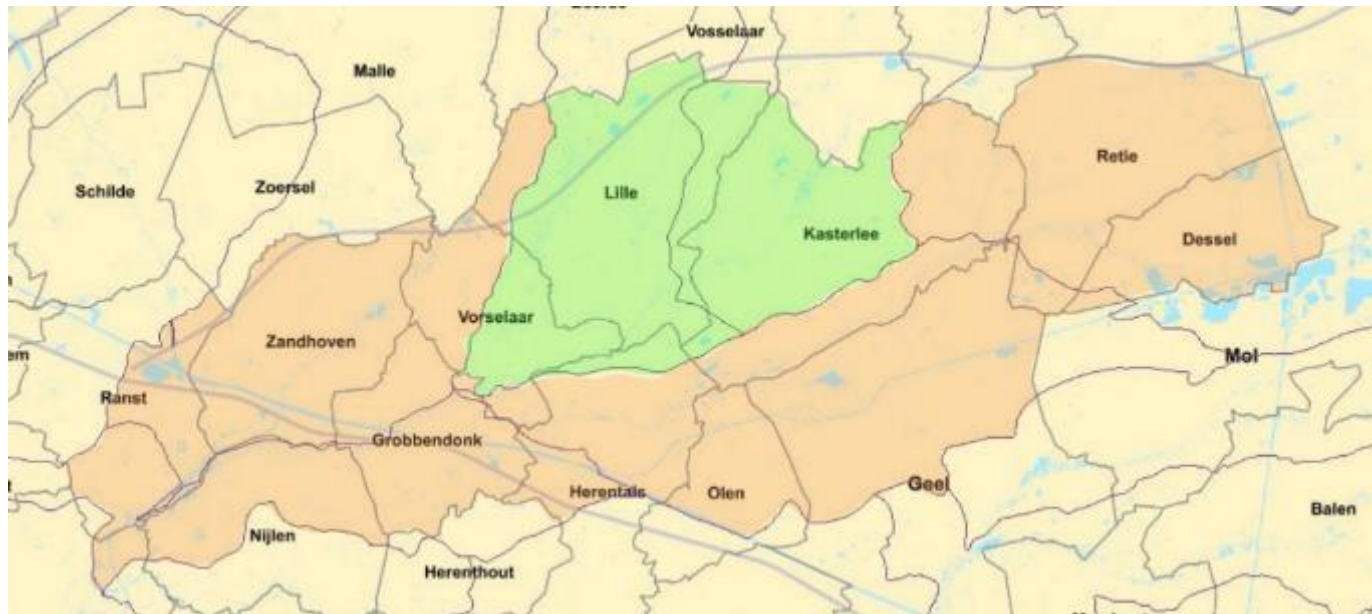 Vosselaar
Malle
Retie
Schilde
Zoersel
Lille
Kasterlee
Dessel
Vorselaar
Zandhoven
Mol
em
Ranst
Grobbendonk
Geel
Herentals
Olen
Balen
Nijlen
Herenthout